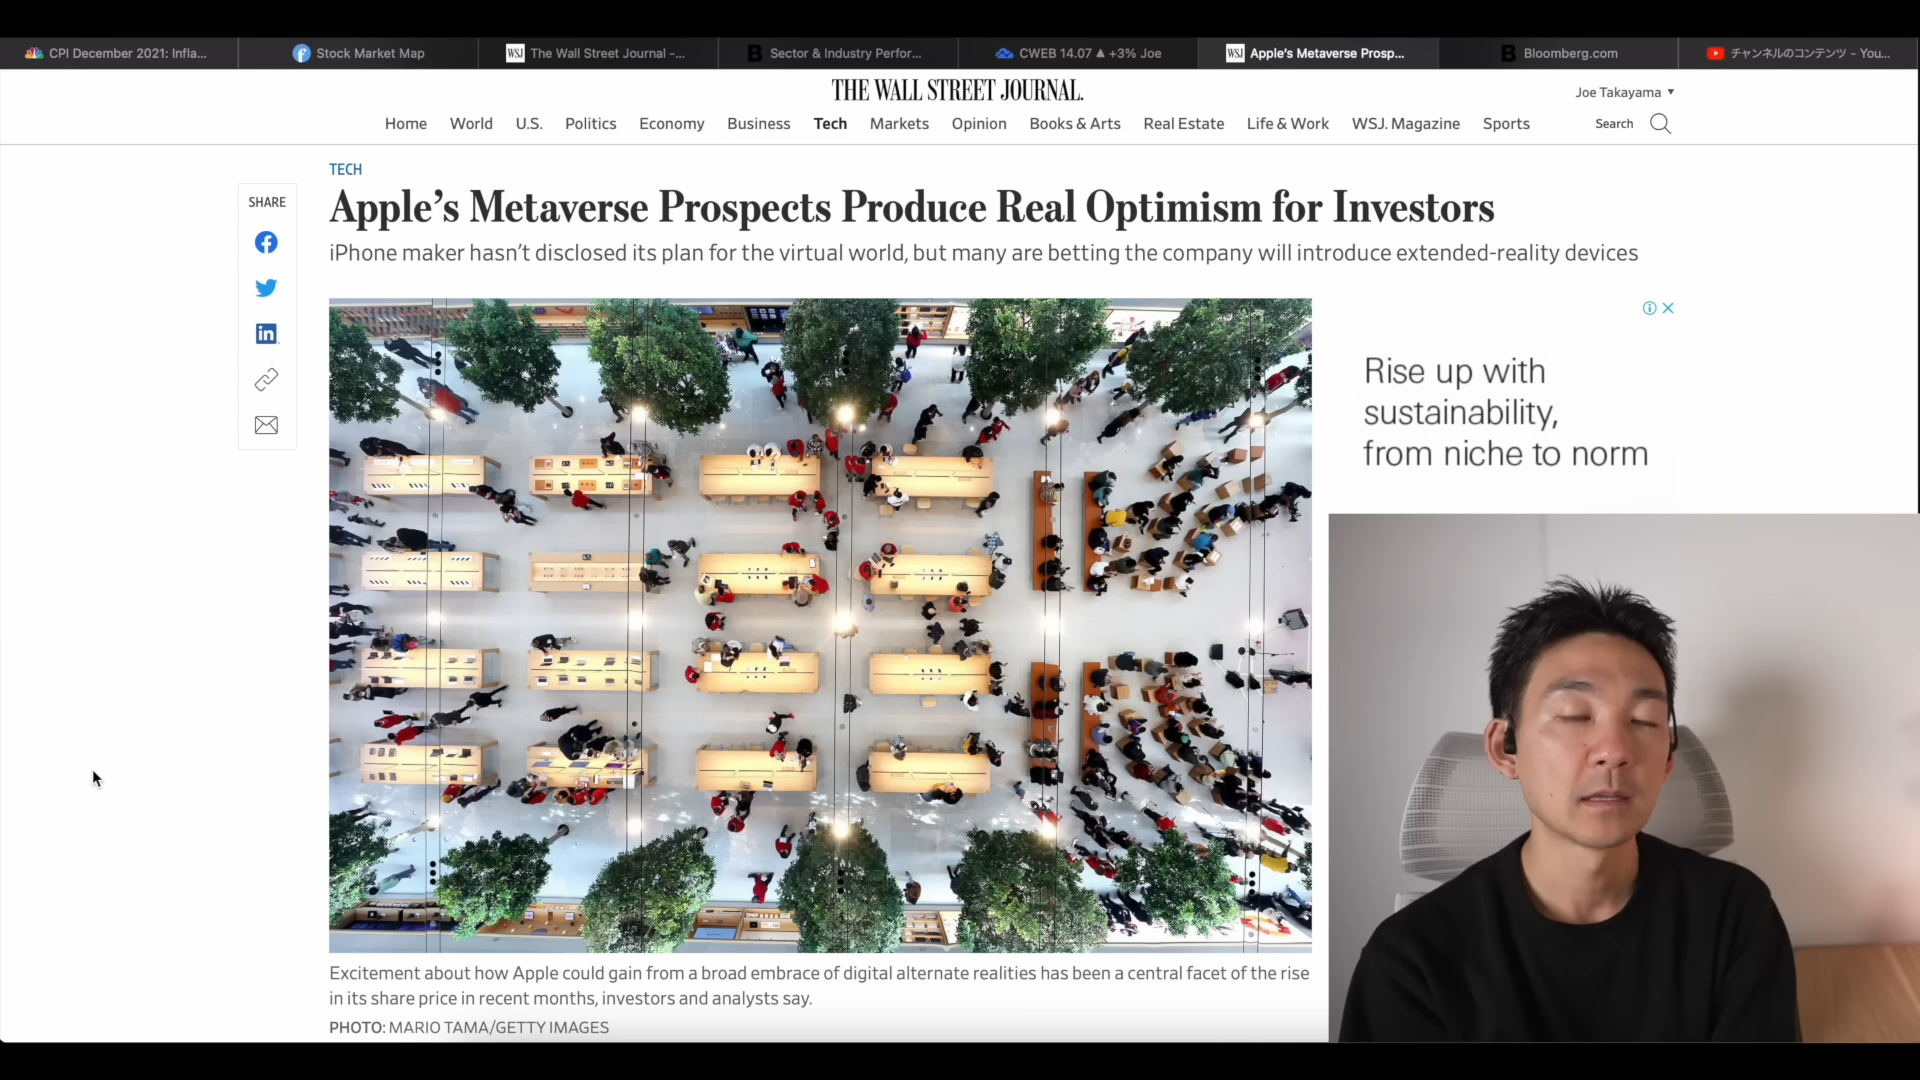 CPI December 2021: Infla...
Stock Market Map
WSJ The Wall Street Journal -...
B Sector & Industry Perfor...
CWEB 14.07 ▲ +3% Joe
WSJ Apple's Metaverse Prosp...
B Bloomberg.com
チャンネルのコンテンツ - You...
THE WALL STREET JOURNAL.
Joe Takayama ▼
Home World U.S. Politics Economy Business Tech Markets Opinion Books & Arts Real Estate Life & Work WSJ. Magazine Sports
Search
TECH
SHARE
Apple's Metaverse Prospects Produce Real Optimism for Investors
iPhone maker hasn't disclosed its plan for the virtual world, but many are betting the company will introduce extended-reality devices
Rise up with
sustainability,
from niche to norm
Excitement about how Apple could gain from a broad embrace of digital alternate realities has been a central facet of the rise
in its share price in recent months, investors and analysts say.
PHOTO: MARIO TAMA/GETTY IMAGES